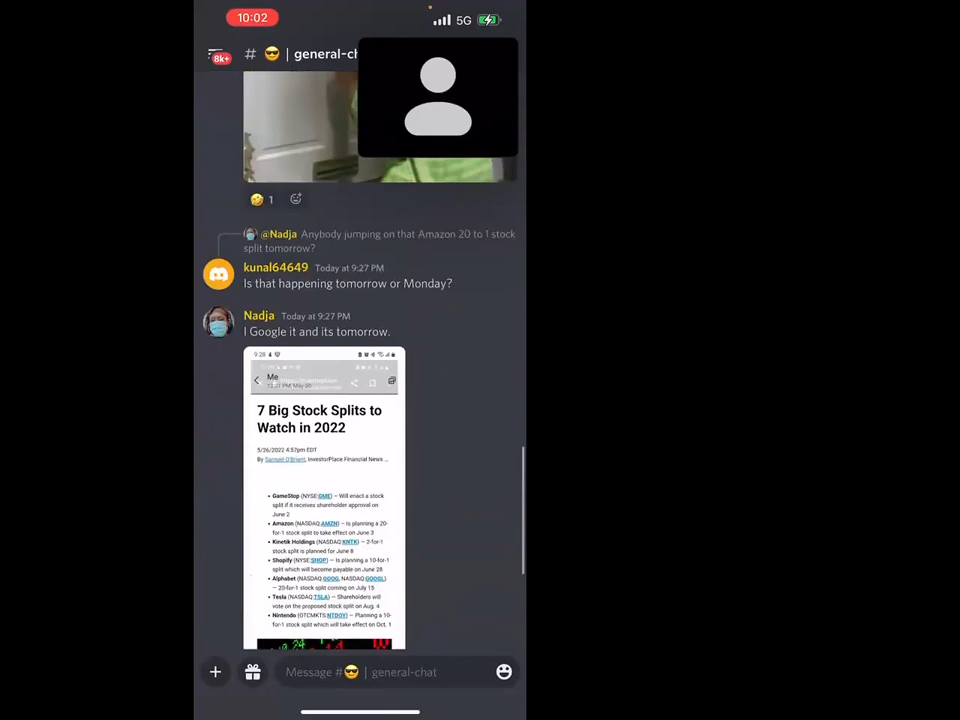 10:02
5G
8k+
# 😎 | general-ch
🤣 1
@Nadja Anybody jumping on that Amazon 20 to 1 stock
split tomorrow?
kunal64649 Today at 9:27 PM
Is that happening tomorrow or Monday?
Nadja Today at 9:27 PM
I Google it and its tomorrow.
9:28
Me
7 Big Stock Splits to
Watch in 2022
5/26/2022 4:57pm EDT
By Samuel O'Brient, InvestorPlace Financial News ...
• GameStop (NYSE:GME) – Will enact a stock
split if it receives shareholder approval on
June 2
• Amazon (NASDAQ:AMZN) – Is planning a 20-
for-1 stock split to take effect on June 3
• Kinetik Holdings (NASDAQ:KNTK) – 2-for-1
stock split is planned for June 8
• Shopify (NYSE:SHOP) – Is planning a 10-for-1
split which will become payable on June 28
• Alphabet (NASDAQ:GOOG, NASDAQ:GOOGL)
– 20-for-1 stock split coming on July 15
• Tesla (NASDAQ:TSLA) – Shareholders will
vote on the proposed stock split on Aug. 4
• Nintendo (OTCMKTS:NTDOY) – Planning a 10-
for-1 stock split which will take effect on Oct. 1
Message #😎 | general-chat